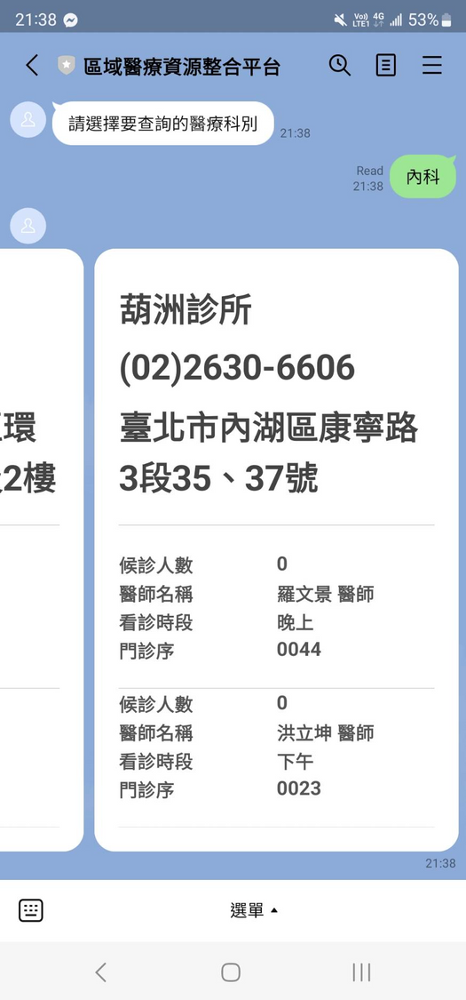 21:38 Vo)) LTE1 4G 53%
區域醫療資源整合平台
請選擇要查詢的醫療科別 21:38
Read
21:38 內科
環
2樓
葫洲診所
(02)2630-6606
臺北市內湖區康寧路
3段35、37號
候診人數 0
醫師名稱 羅文景 醫師
看診時段 晚上
門診序 0044
候診人數 0
醫師名稱 洪立坤 醫師
看診時段 下午
門診序 0023
21:38
選單